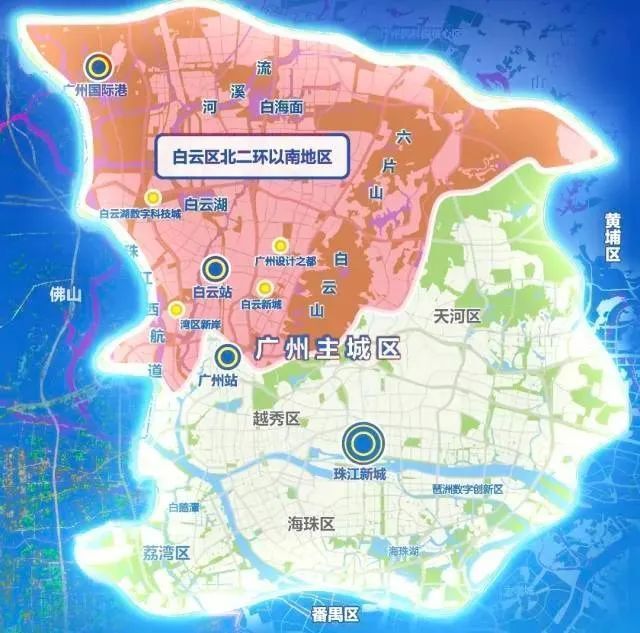 广州国际港
流
溪
河
白海面
六
片
山
白云区北二环以南地区
白云湖数字科技城
白云湖
黄埔区
广州设计之都
白云站
白云新城
白
云
山
佛山
珠
江
西
航
道
湾区新岸
天河区
广州主城区
广州站
越秀区
珠江新城
琶洲数字创新区
白鹅潭
海珠区
海珠湖
荔湾区
番禺区